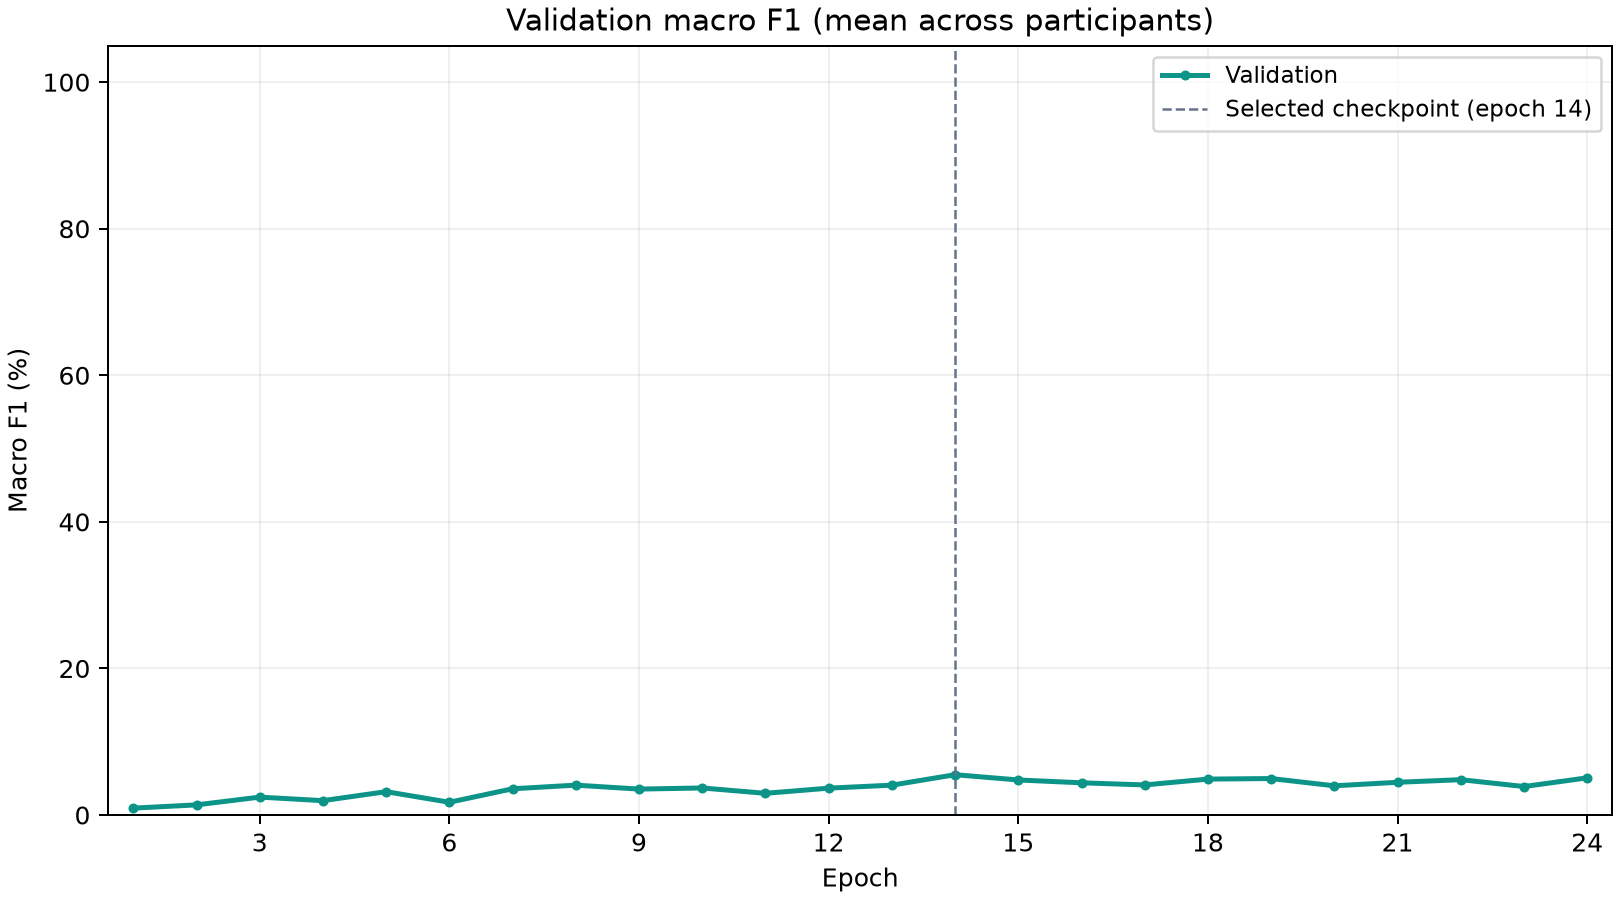 Validation macro F1 (mean across participants)
Validation
Selected checkpoint (epoch 14)
Macro F1 (%)
100
80
60
40
20
0
3 6 9 12 15 18 21 24
Epoch